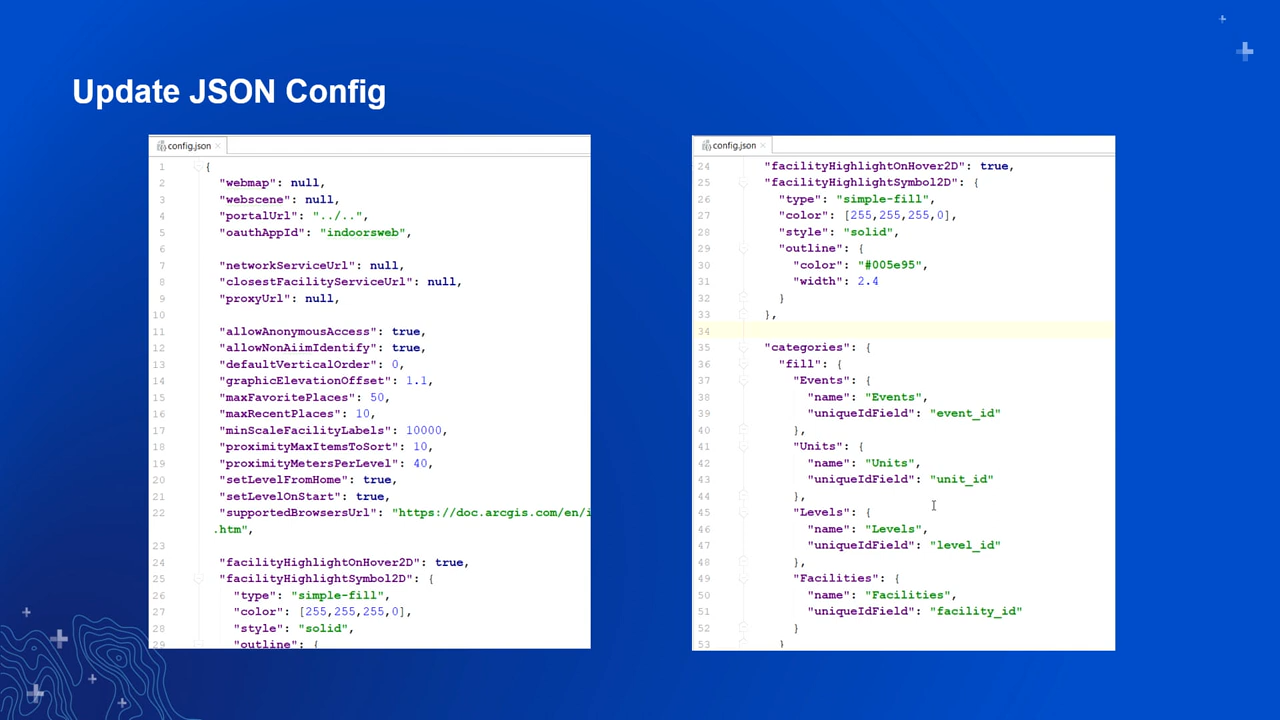 Update JSON Config
config.json
1 {
2 "webmap": null,
3 "webscene": null,
4 "portalUrl": "../..",
5 "oauthAppId": "indoorsweb",
6
7 "networkServiceUrl": null,
8 "closestFacilityServiceUrl": null,
9 "proxyUrl": null,
10
11 "allowAnonymousAccess": true,
12 "allowNonAiimIdentify": true,
13 "defaultVerticalOrder": 0,
14 "graphicElevationOffset": 1.1,
15 "maxFavoritePlaces": 50,
16 "maxRecentPlaces": 10,
17 "minScaleFacilityLabels": 10000,
18 "proximityMaxItemsToSort": 10,
19 "proximityMetersPerLevel": 40,
20 "setLevelFromHome": true,
21 "setLevelOnStart": true,
22 "supportedBrowsersUrl": "https://doc.arcgis.com/en/i
.htm",
23
24 "facilityHighlightOnHover2D": true,
25 "facilityHighlightSymbol2D": {
26 "type": "simple-fill",
27 "color": [255,255,255,0],
28 "style": "solid",
29 "outline": {
config.json
24 "facilityHighlightOnHover2D": true,
25 "facilityHighlightSymbol2D": {
26 "type": "simple-fill",
27 "color": [255,255,255,0],
28 "style": "solid",
29 "outline": {
30 "color": "#005e95",
31 "width": 2.4
32 }
33 },
34
35 "categories": {
36 "fill": {
37 "Events": {
38 "name": "Events",
39 "uniqueIdField": "event_id"
40 },
41 "Units": {
42 "name": "Units",
43 "uniqueIdField": "unit_id"
44 },
45 "Levels": {
46 "name": "Levels",
47 "uniqueIdField": "level_id"
48 },
49 "Facilities": {
50 "name": "Facilities",
51 "uniqueIdField": "facility_id"
52 }
53 }